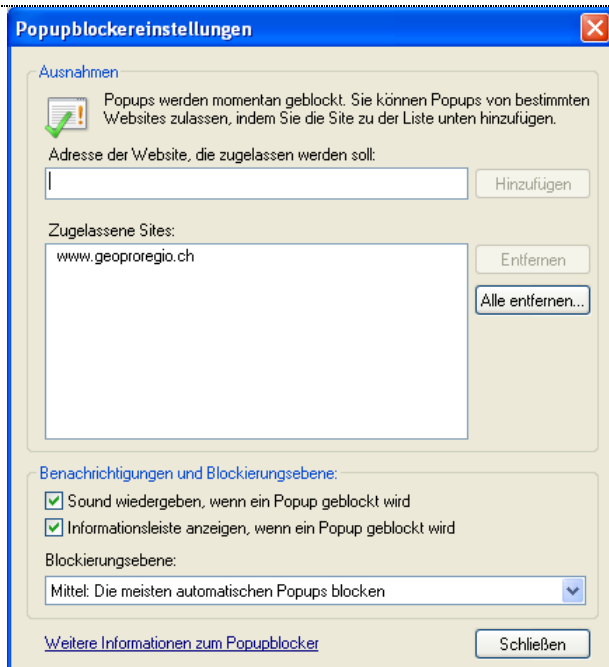 Popupblockereinstellungen
Ausnahmen
Popups werden momentan geblockt. Sie können Popups von bestimmten
Websites zulassen, indem Sie die Site zu der Liste unten hinzufügen.
Adresse der Website, die zugelassen werden soll:
Hinzufügen
Zugelassene Sites:
www.geoproregio.ch
Entfernen
Alle entfernen...
Benachrichtigungen und Blockierungsebene:
Sound wiedergeben, wenn ein Popup geblockt wird
Informationsleiste anzeigen, wenn ein Popup geblockt wird
Blockierungsebene:
Mittel: Die meisten automatischen Popups blocken
Weitere Informationen zum Popupblocker
Schließen